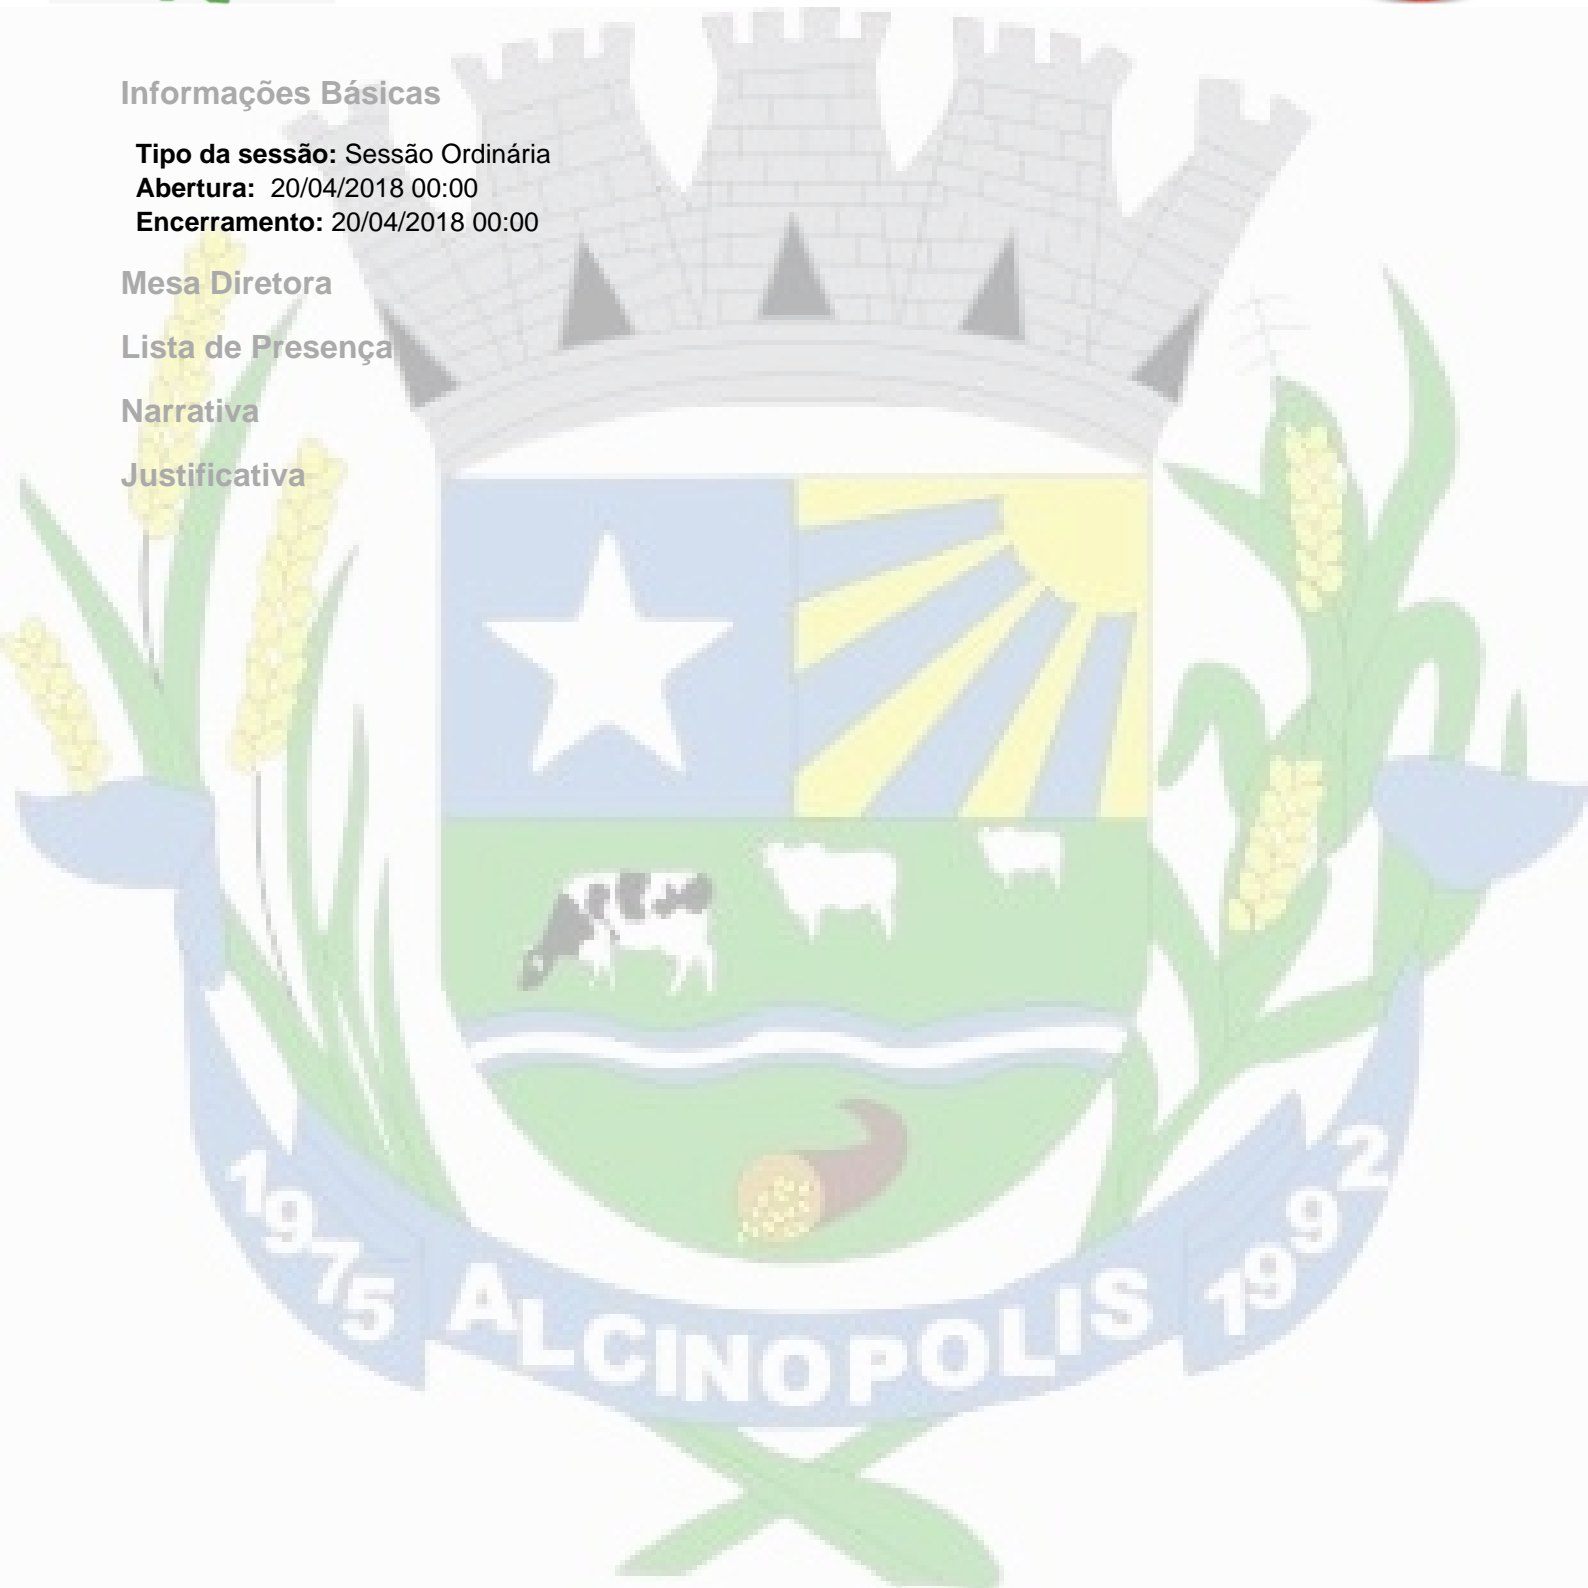 Informações Básicas
Tipo da sessão: Sessão Ordinária
Abertura: 20/04/2018 00:00
Encerramento: 20/04/2018 00:00
Mesa Diretora
Lista de Presença
Narrativa
Justificativa
1975 ALCINOPOLIS 1992